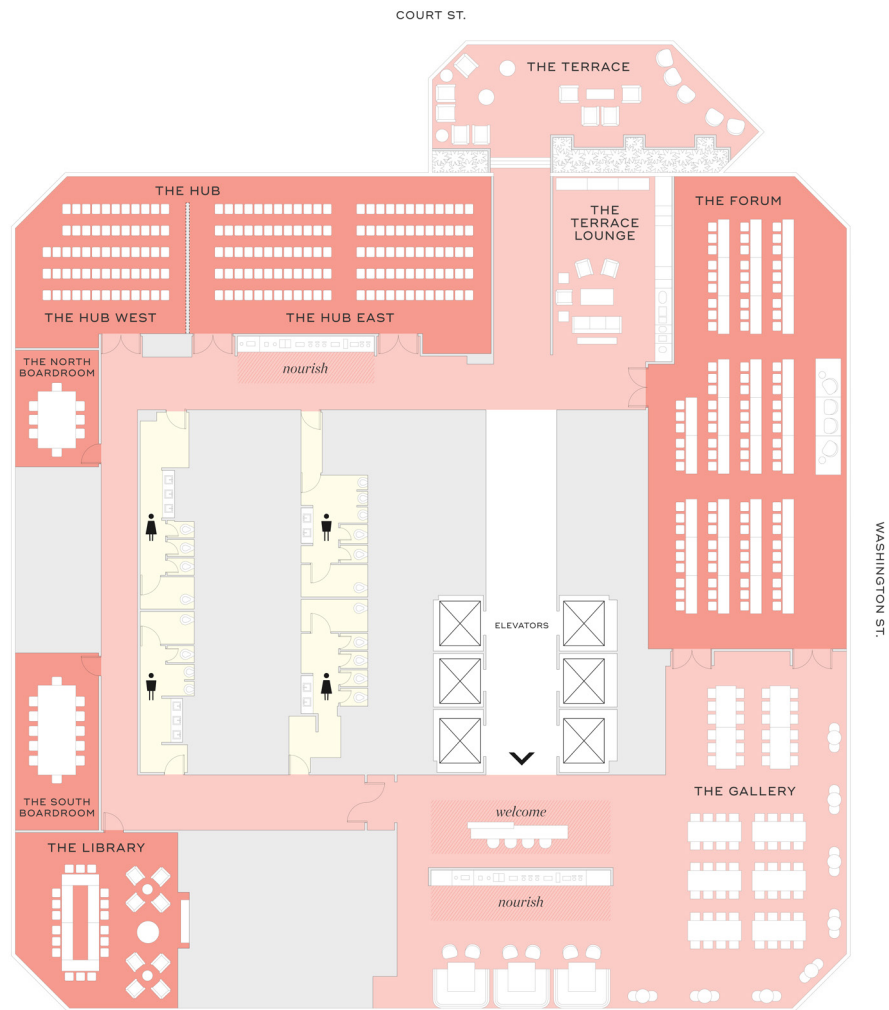 COURT ST.
THE TERRACE
THE HUB
THE FORUM
THE
TERRACE
LOUNGE
THE HUB WEST
THE HUB EAST
THE NORTH
BOARDROOM
nourish
WASHINGTON ST.
ELEVATORS
THE GALLERY
THE SOUTH
BOARDROOM
welcome
THE LIBRARY
nourish